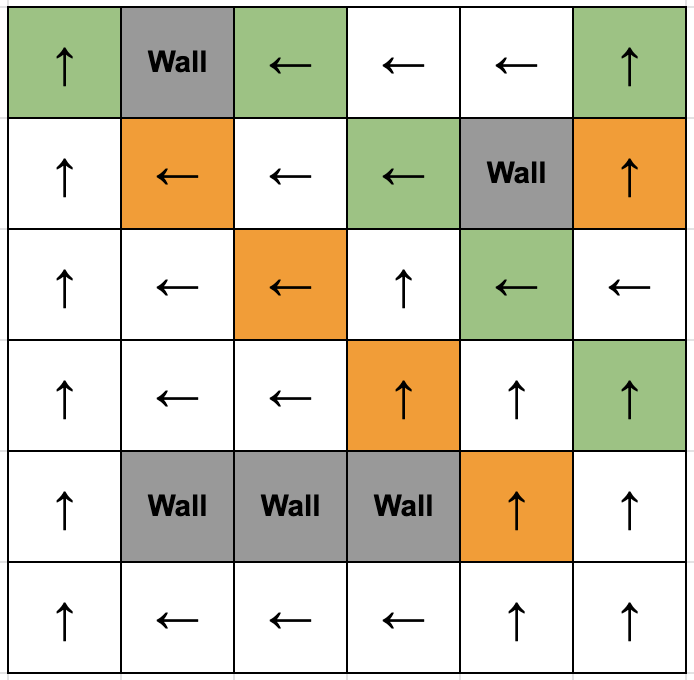 ↑ Wall ← ← ← ↑
↑ ← ← ← Wall ↑
↑ ← ← ↑ ← ←
↑ ← ← ↑ ↑ ↑
↑ Wall Wall Wall ↑ ↑
↑ ← ← ← ↑ ↑